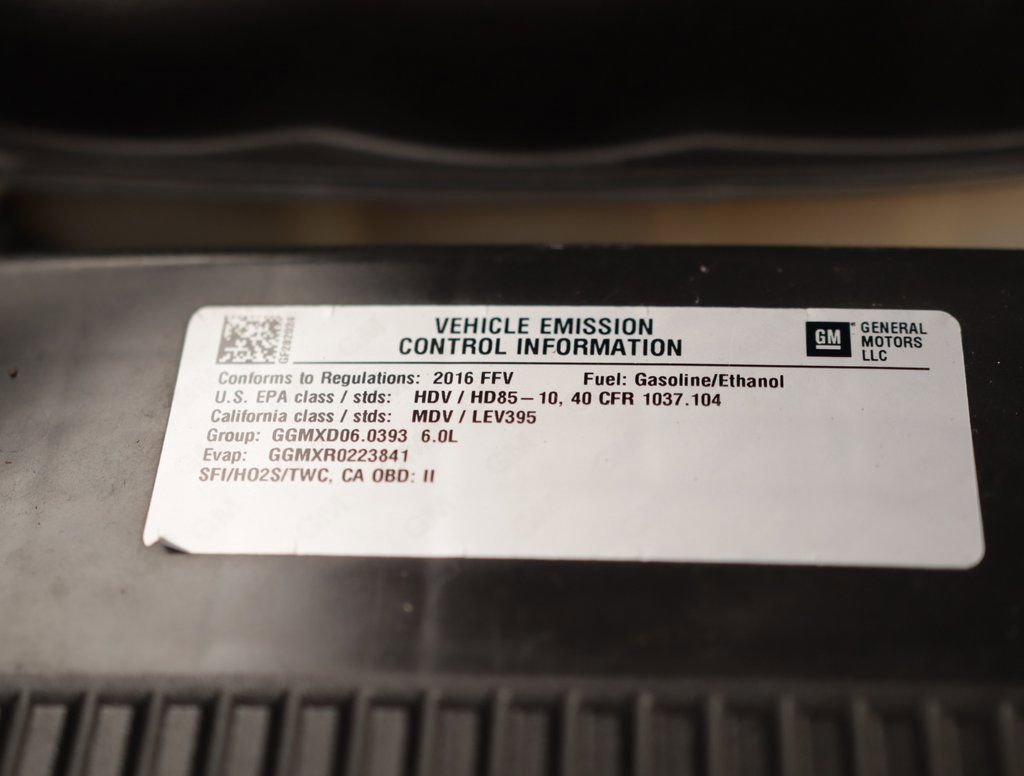 VEHICLE EMISSION
CONTROL INFORMATION
GM GENERAL
MOTORS
LLC
Conforms to Regulations: 2016 FFV Fuel: Gasoline/Ethanol
U.S. EPA class / stds: HDV / HD85-10, 40 CFR 1037.104
California class / stds: MDV / LEV395
Group: GGMXD06.0393 6.0L
Evap: GGMXR0223841
SFI/HO2S/TWC, CA OBD: II